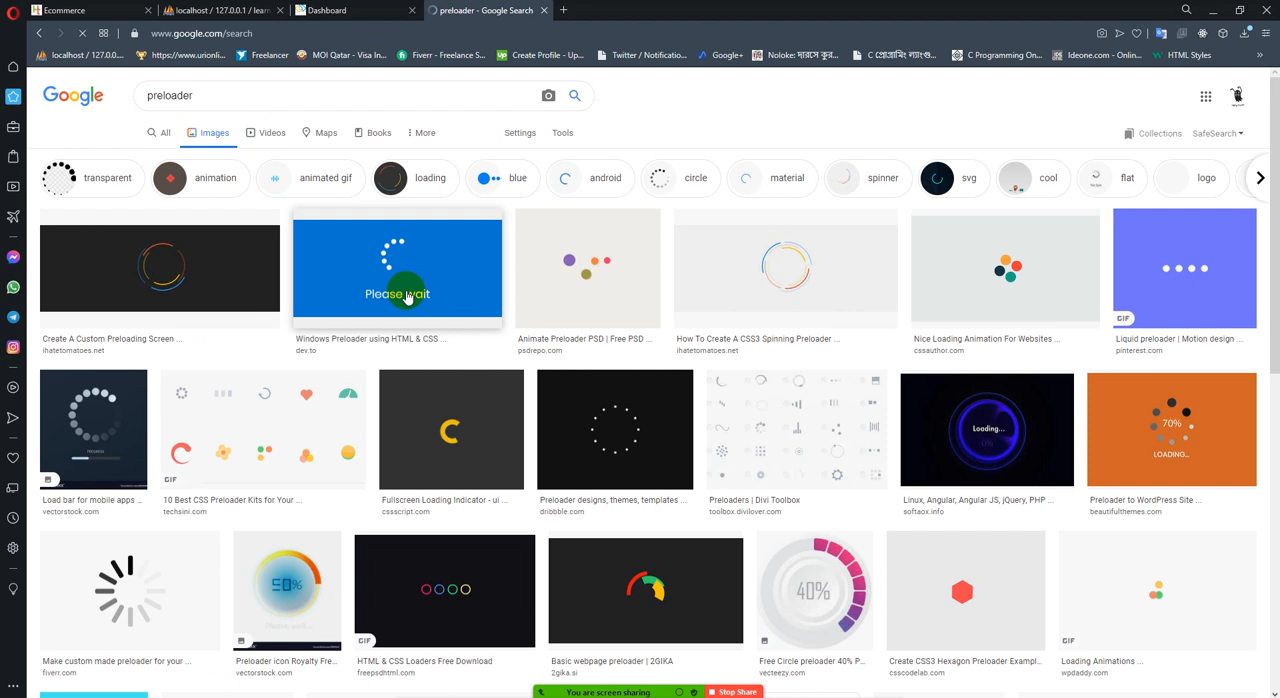 Ecommerce
localhost / 127.0.0.1 / lear
Dashboard
preloader - Google Search
www.google.com/search
localhost / 127.0.0....
https://www.urionli...
Freelancer
MOI Qatar - Visa In...
Fiverr - Freelance S...
Create Profile - Up...
Twitter / Notificatio...
Google+
C Programming On...
Ideone.com - Onlin...
HTML Styles
Google
preloader
All
Images
Videos
Maps
Books
More
Settings
Tools
Collections
SafeSearch
transparent
animation
animated gif
loading
blue
android
circle
material
spinner
svg
cool
flat
logo
Please wait
GIF
Create A Custom Preloading Screen ...
ihatetomatoes.net
Windows Preloader using HTML & CSS ...
dev.to
Animate Preloader PSD | Free PSD ...
psdrepo.com
How To Create A CSS3 Spinning Preloader ...
ihatetomatoes.net
Nice Loading Animation For Websites ...
cssauthor.com
Liquid preloader | Motion design ...
pinterest.com
GIF
Loading...
0%
70%
LOADING...
Load bar for mobile apps ...
vectorstock.com
10 Best CSS Preloader Kits for Your ...
techsini.com
Fullscreen Loading Indicator - ui ...
cssscript.com
Preloader designs, themes, templates ...
dribbble.com
Preloaders | Divi Toolbox
toolbox.divilover.com
Linux, Angular, Angular JS, jQuery, PHP ...
softaox.info
Preloader to WordPress Site ...
beautifulthemes.com
50%
GIF
40%
GIF
Make custom made preloader for your ...
fiverr.com
Preloader icon Royalty Fre...
vectorstock.com
HTML & CSS Loaders Free Download
freepsdhtml.com
Basic webpage preloader | 2GIKA
2gika.si
Free Circle preloader 40% P...
vecteezy.com
Create CSS3 Hexagon Preloader Exampl...
csscodelab.com
Loading Animations ...
wpdaddy.com
You are screen sharing
Stop Share